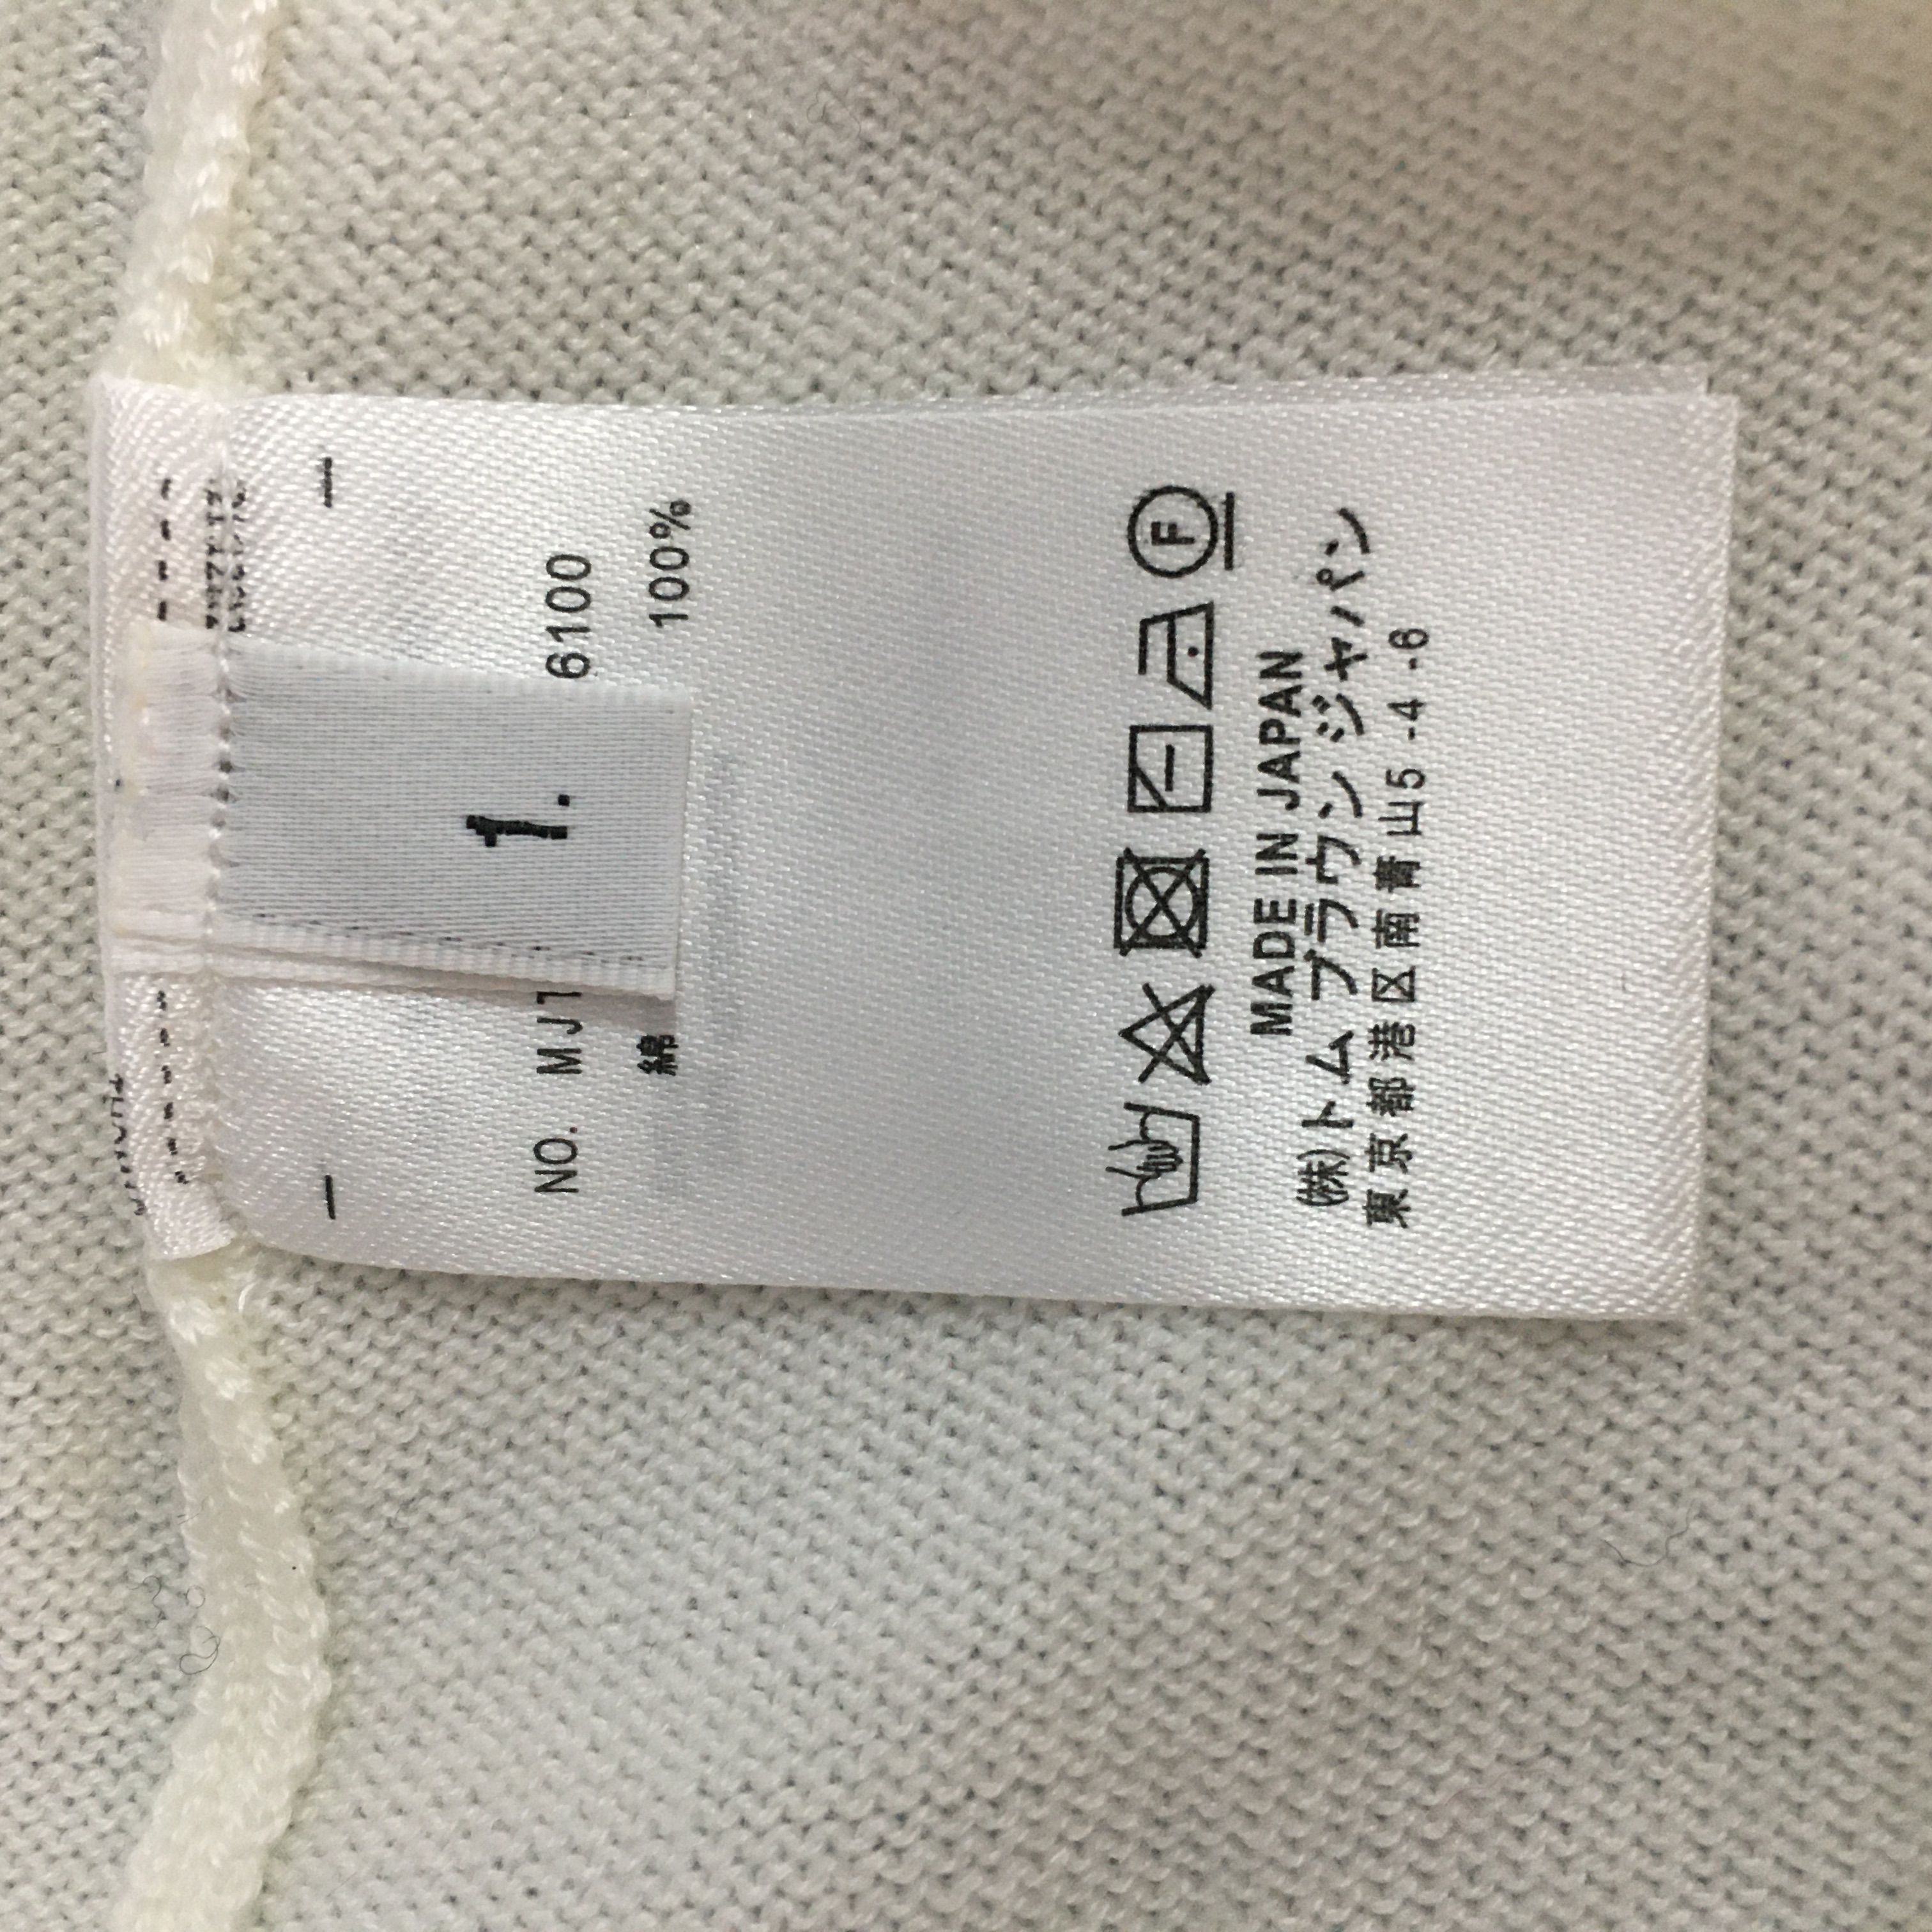 1.
NO. MJT 6100
綿 100%
F
MADE IN JAPAN
㈱トム ブラウン ジャパン
東京都港区南青山5-4-6